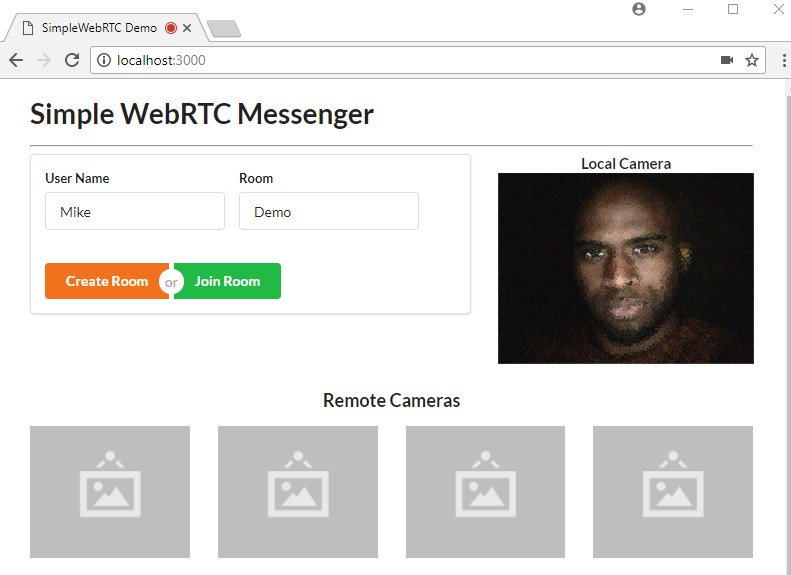 SimpleWebRTC Demo
localhost:3000
Simple WebRTC Messenger
User Name
Room
Local Camera
Mike
Demo
Create Room or Join Room
Remote Cameras